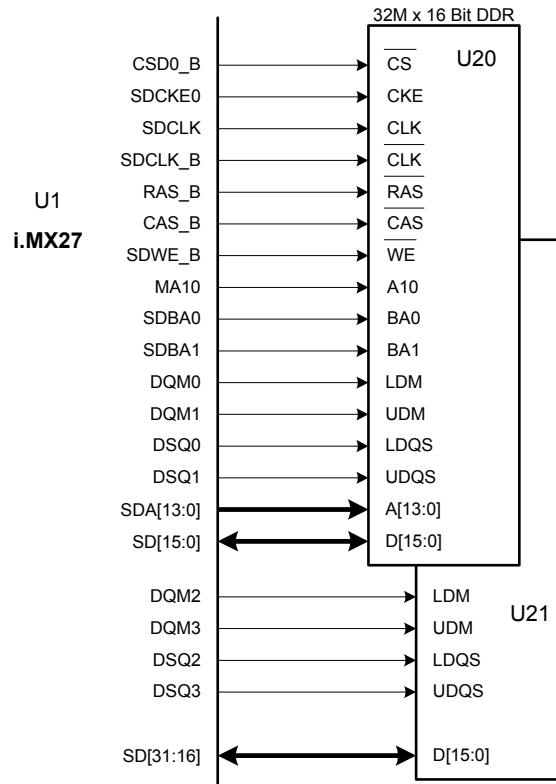 32M x 16 Bit DDR
U20
CSD0_B CS
SDCKE0 CKE
SDCLK CLK
SDCLK_B CLK
RAS_B RAS
U1
i.MX27
CAS_B CAS
SDWE_B WE
MA10 A10
SDBA0 BA0
SDBA1 BA1
DQM0 LDM
DQM1 UDM
DSQ0 LDQS
DSQ1 UDQS
SDA[13:0] A[13:0]
SD[15:0] D[15:0]
DQM2 LDM
U21
DQM3 UDM
DSQ2 LDQS
DSQ3 UDQS
SD[31:16] D[15:0]